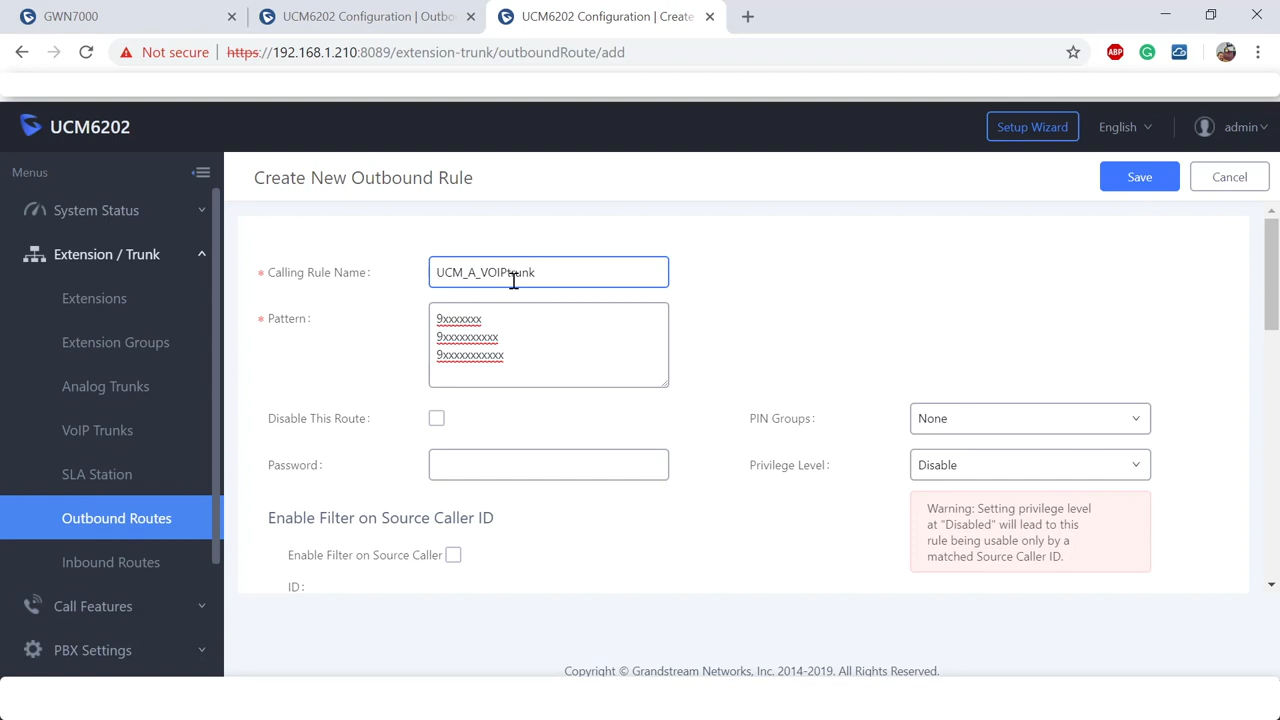 GWN7000
UCM6202 Configuration | Outbo
UCM6202 Configuration | Create
Not secure
https://192.168.1.210:8089/extension-trunk/outboundRoute/add
ABP
UCM6202
Setup Wizard
English
admin
Menus
System Status
Extension / Trunk
Extensions
Extension Groups
Analog Trunks
VoIP Trunks
SLA Station
Outbound Routes
Inbound Routes
Call Features
PBX Settings
Create New Outbound Rule
Save
Cancel
* Calling Rule Name:
UCM_A_VOIPtrunk
* Pattern:
9xxxxxxx
9xxxxxxxxxx
9xxxxxxxxxxx
Disable This Route:
PIN Groups:
None
Password:
Privilege Level:
Disable
Warning: Setting privilege level
at "Disabled" will lead to this
rule being usable only by a
matched Source Caller ID.
Enable Filter on Source Caller ID
Enable Filter on Source Caller
ID:
Copyright © Grandstream Networks, Inc. 2014-2019. All Rights Reserved.